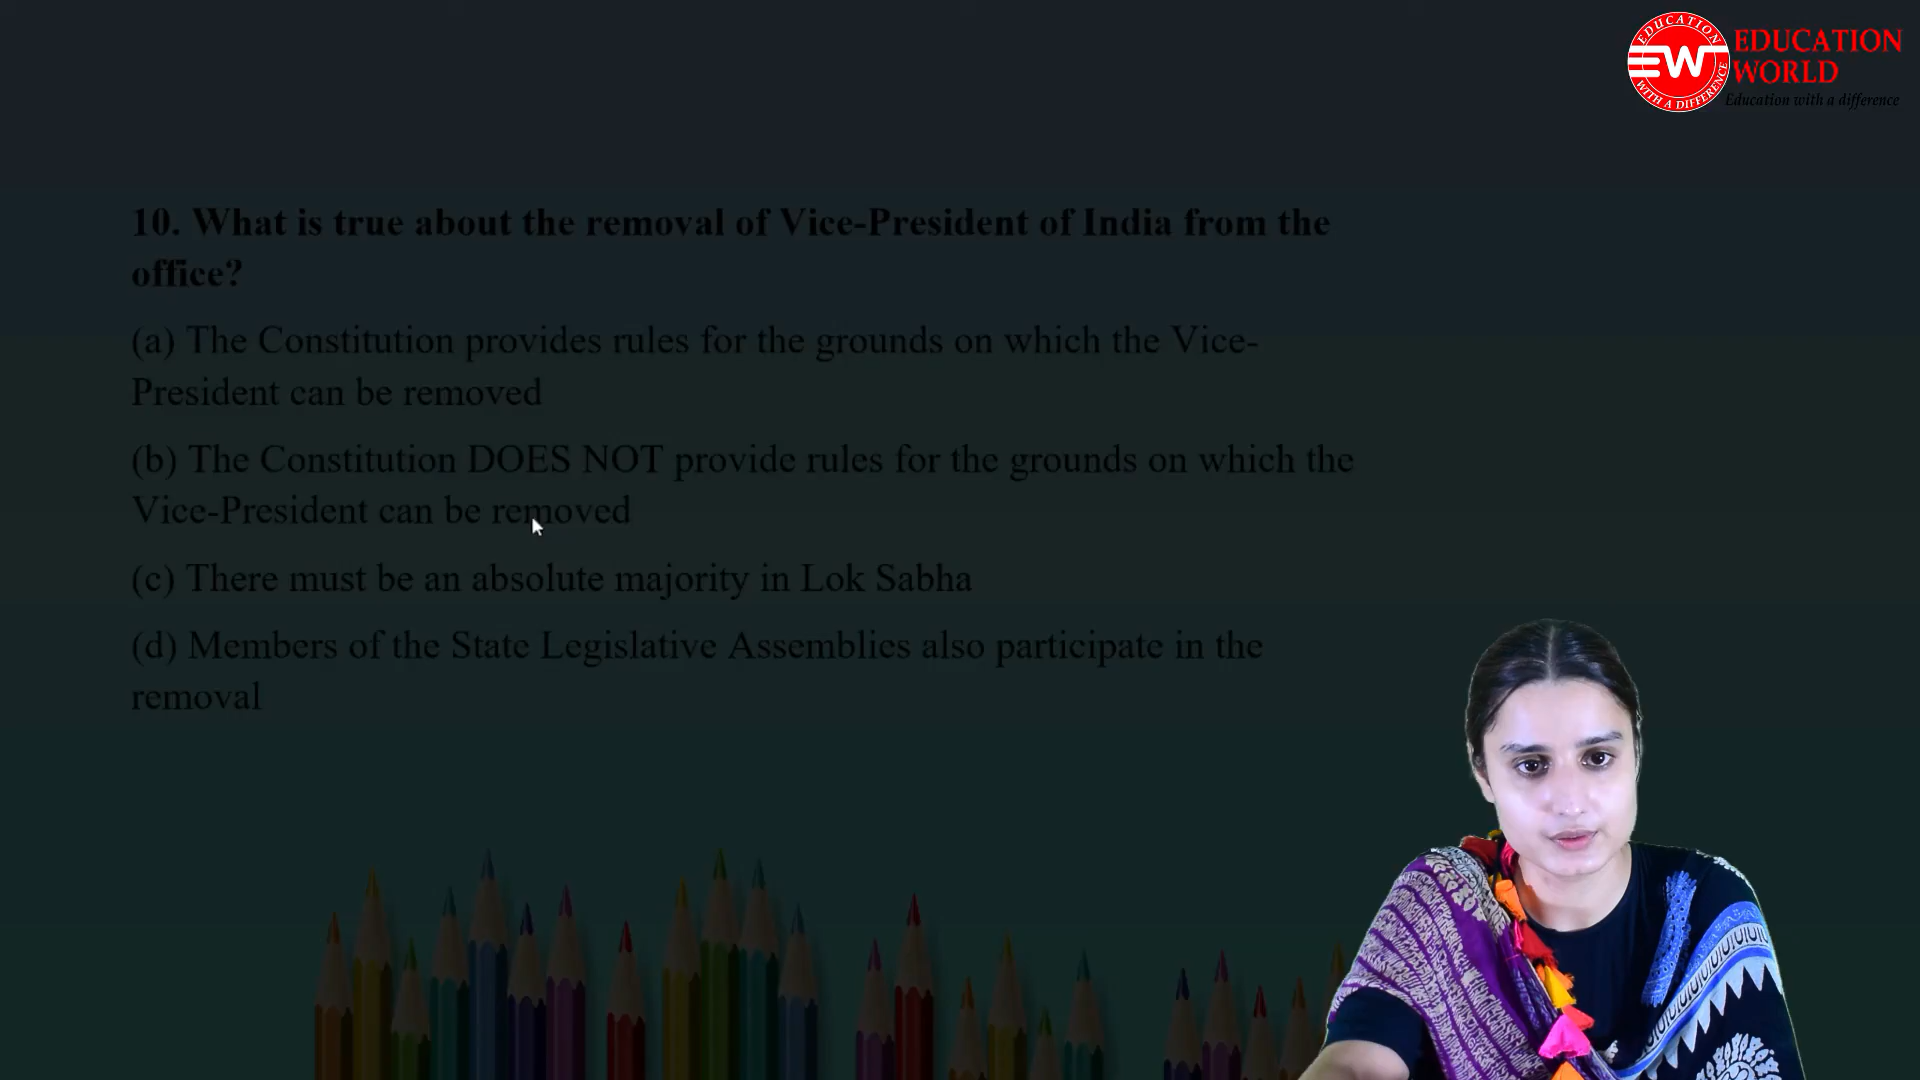 EDUCATION
EW
WITH A DIFFERENCE
EDUCATION
WORLD
Education with a difference
10. What is true about the removal of Vice-President of India from the
office?
(a) The Constitution provides rules for the grounds on which the Vice-
President can be removed
(b) The Constitution DOES NOT provide rules for the grounds on which the
Vice-President can be removed
(c) There must be an absolute majority in Lok Sabha
(d) Members of the State Legislative Assemblies also participate in the
removal